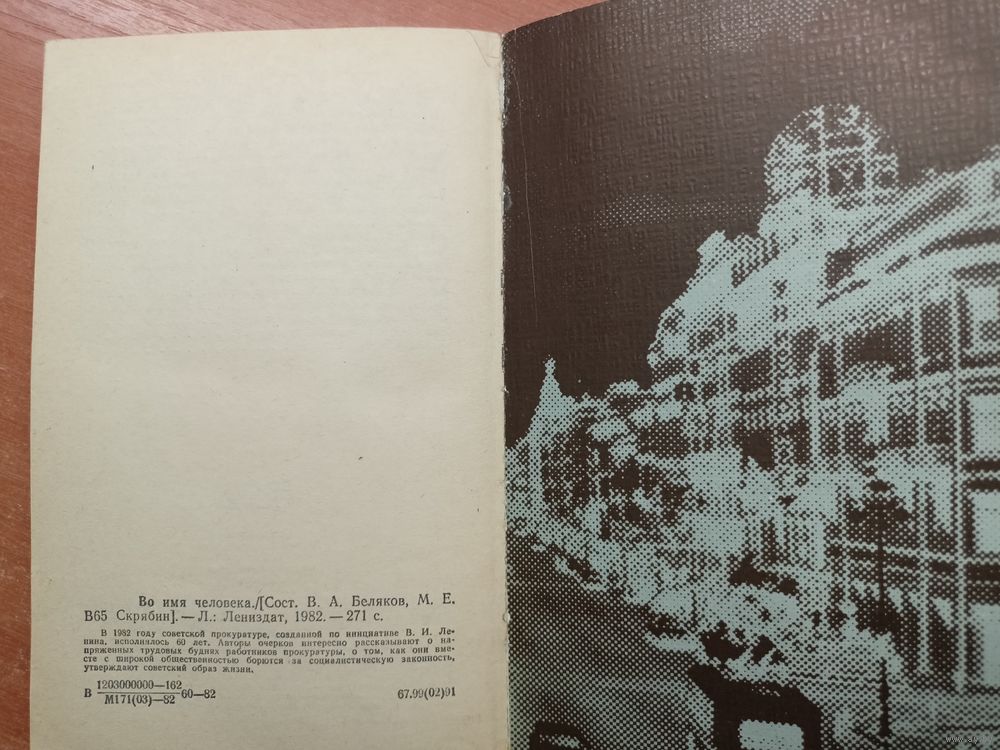 Во имя человека./[Сост. В. А. Беляков, М. Е.
В65 Скрябин]. — Л.: Лениздат, 1982. — 271 с.
В 1982 году советской прокуратуре, созданной по инициативе В. И. Ле-
нина, исполнялось 60 лет. Авторы очерков интересно рассказывают о на-
пряженных трудовых буднях работников прокуратуры, о том, как они вме-
сте с широкой общественностью борются за социалистическую законность,
утверждают советский образ жизни.
В 1203000000—162 60—82 67.99(02)91
М171(03)—82